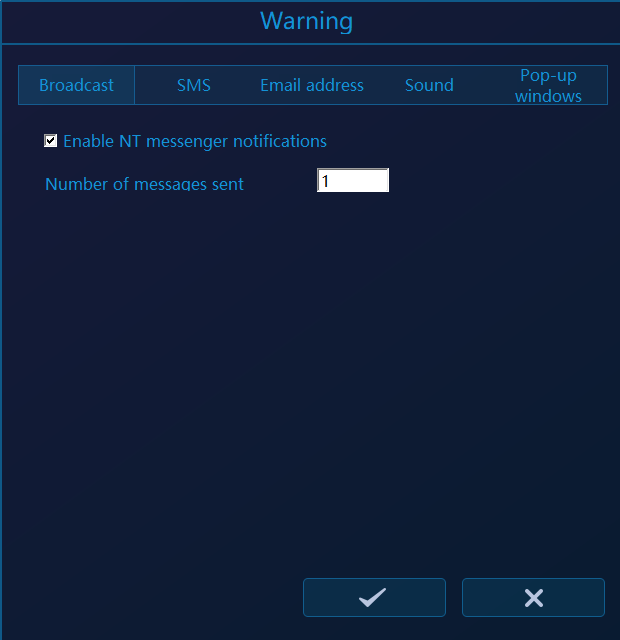 Warning
Broadcast
SMS
Email address
Sound
Pop-up
windows
Enable NT messenger notifications
Number of messages sent
1